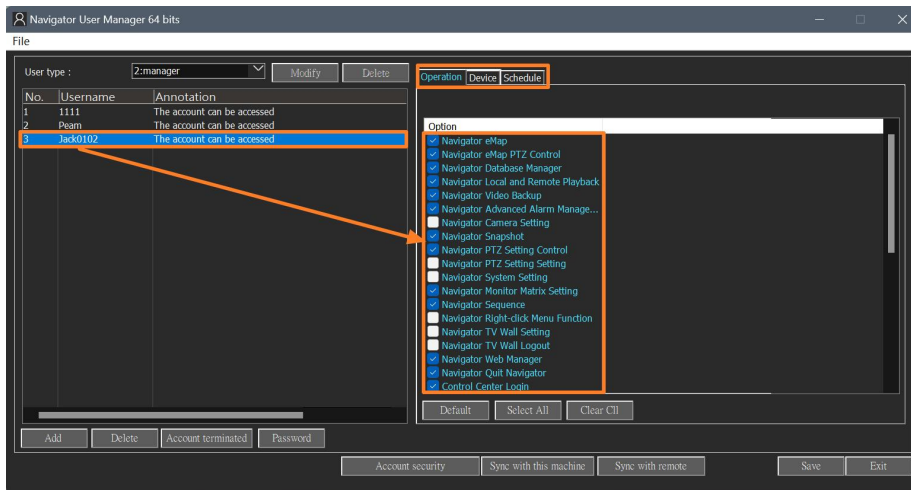 Navigator User Manager 64 bits
File
User type :
2:manager
Modify
Delete
Operation Device Schedule
No. Username Annotation
1 1111 The account can be accessed
2 Peam The account can be accessed
3 Jack0102 The account can be accessed
Option
Navigator eMap
Navigator eMap PTZ Control
Navigator Database Manager
Navigator Local and Remote Playback
Navigator Video Backup
Navigator Advanced Alarm Manage...
Navigator Camera Setting
Navigator Snapshot
Navigator PTZ Setting Control
Navigator PTZ Setting Setting
Navigator System Setting
Navigator Monitor Matrix Setting
Navigator Sequence
Navigator Right-click Menu Function
Navigator TV Wall Setting
Navigator TV Wall Logout
Navigator Web Manager
Navigator Quit Navigator
Control Center Login
Default Select All Clear Cll
Add Delete Account terminated Password
Account security Sync with this machine Sync with remote Save Exit